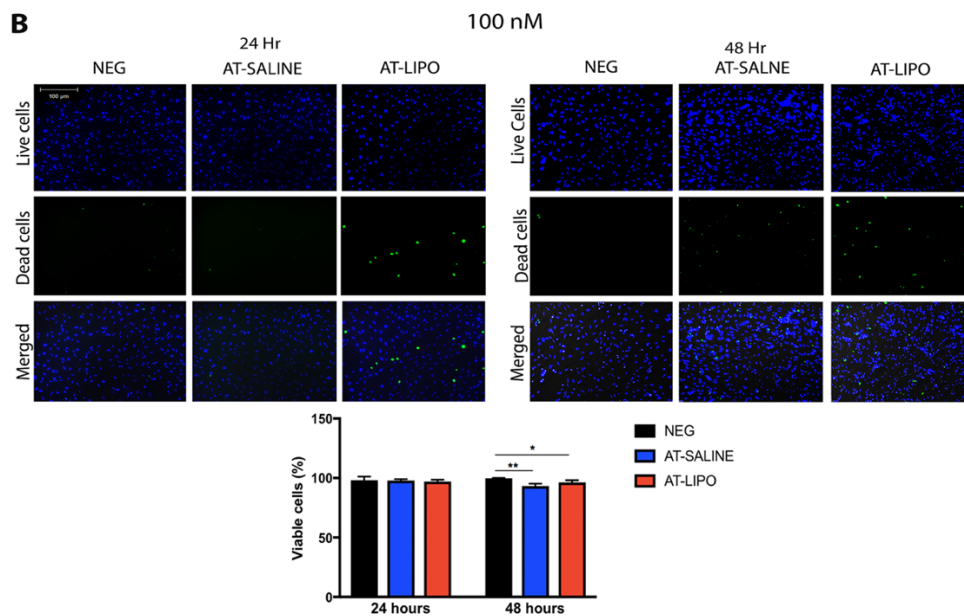 B
100 nM
24 Hr
48 Hr
NEG
AT-SALINE
AT-LIPO
NEG
AT-SALNE
AT-LIPO
Live cells
100 µm
Live Cells
Dead cells
Dead cells
Merged
Merged
Viable cells (%)
150
100
50
0
**
*
24 hours
48 hours
NEG
AT-SALINE
AT-LIPO